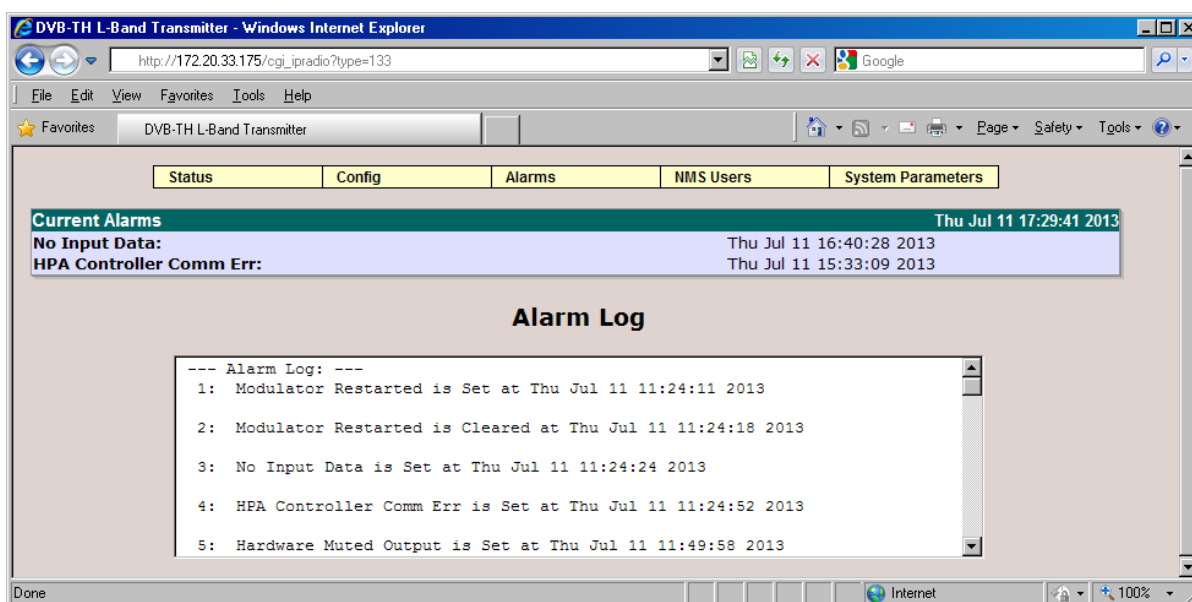 DVB-TH L-Band Transmitter - Windows Internet Explorer
http://172.20.33.175/cgi_ipradio?type=133
Google
File Edit View Favorites Tools Help
Favorites DVB-TH L-Band Transmitter Page Safety Tools
Status Config Alarms NMS Users System Parameters
Current Alarms Thu Jul 11 17:29:41 2013
No Input Data: Thu Jul 11 16:40:28 2013
HPA Controller Comm Err: Thu Jul 11 15:33:09 2013
Alarm Log
--- Alarm Log: ---
1: Modulator Restarted is Set at Thu Jul 11 11:24:11 2013
2: Modulator Restarted is Cleared at Thu Jul 11 11:24:18 2013
3: No Input Data is Set at Thu Jul 11 11:24:24 2013
4: HPA Controller Comm Err is Set at Thu Jul 11 11:24:52 2013
5: Hardware Muted Output is Set at Thu Jul 11 11:49:58 2013
Done Internet 100%